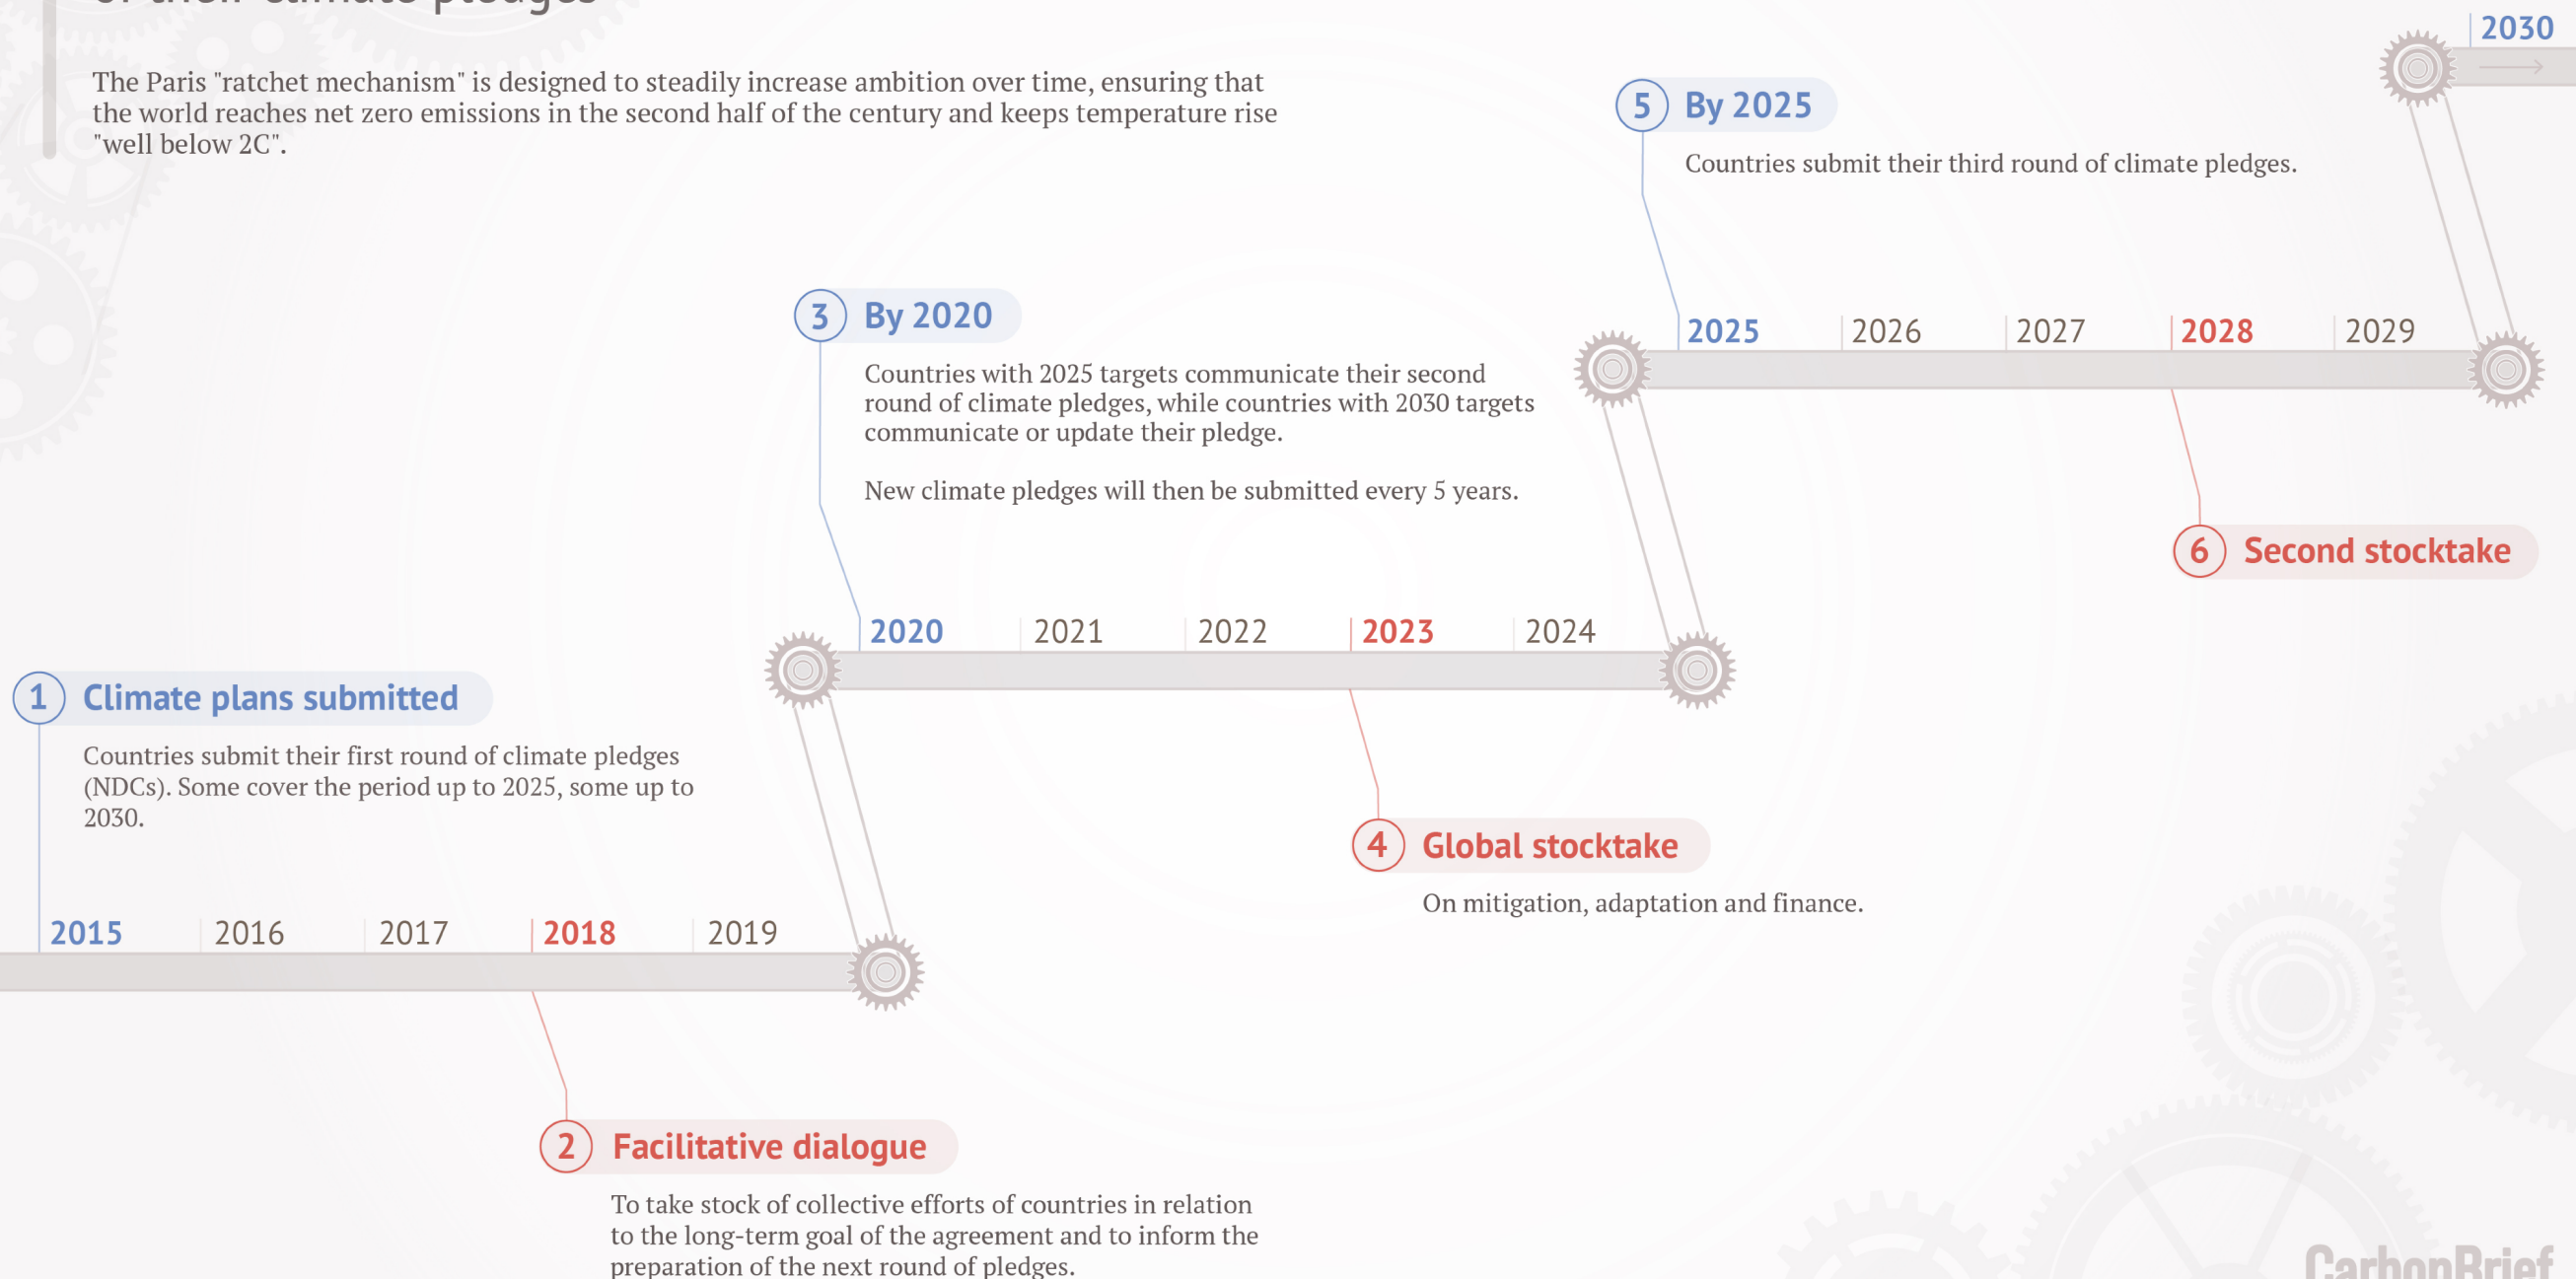 of their climate pledges
The Paris "ratchet mechanism" is designed to steadily increase ambition over time, ensuring that
the world reaches net zero emissions in the second half of the century and keeps temperature rise
"well below 2C".
2030
5 By 2025
Countries submit their third round of climate pledges.
2025 2026 2027 2028 2029
6 Second stocktake
3 By 2020
Countries with 2025 targets communicate their second
round of climate pledges, while countries with 2030 targets
communicate or update their pledge.
New climate pledges will then be submitted every 5 years.
2020 2021 2022 2023 2024
4 Global stocktake
On mitigation, adaptation and finance.
1 Climate plans submitted
Countries submit their first round of climate pledges
(NDCs). Some cover the period up to 2025, some up to
2030.
2015 2016 2017 2018 2019
2 Facilitative dialogue
To take stock of collective efforts of countries in relation
to the long-term goal of the agreement and to inform the
preparation of the next round of pledges.
CarbonBrief